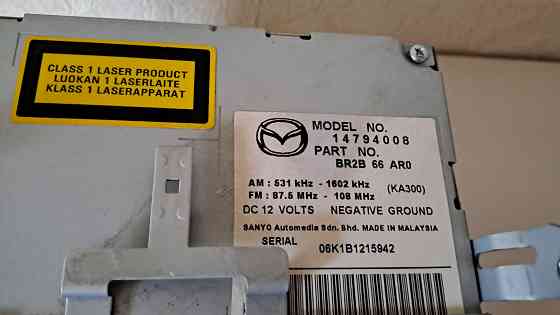 CLASS 1 LASER PRODUCT
LUOKAN 1 LASERLAITE
KLASS 1 LASERAPPARAT
MODEL NO.
14794008
PART NO.
BR2B 66 AR0
AM : 531 kHz - 1602 kHz
(KA300)
FM : 87.5 MHz - 108 MHz
DC 12 VOLTS NEGATIVE GROUND
SANYO Automedia Sdn. Bhd. MADE IN MALAYSIA
SERIAL 06K1B1215942